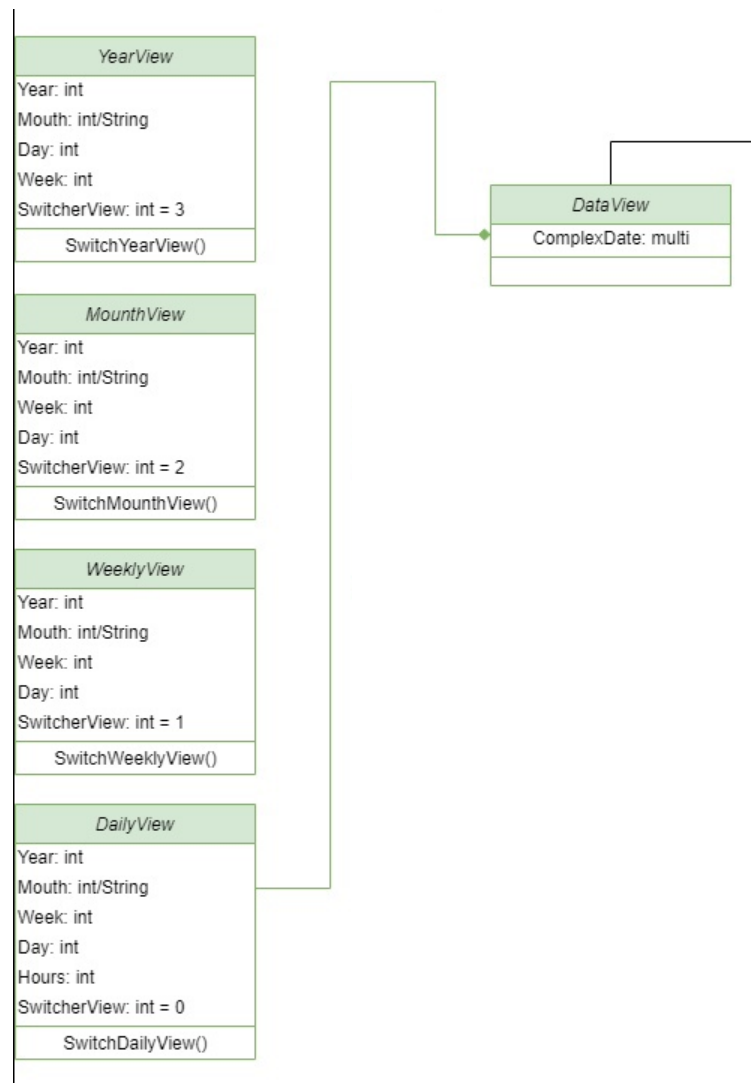 YearView
Year: int
Mouth: int/String
Day: int
Week: int
SwitcherView: int = 3
SwitchYearView()
MounthView
Year: int
Mouth: int/String
Week: int
Day: int
SwitcherView: int = 2
SwitchMounthView()
WeeklyView
Year: int
Mouth: int/String
Week: int
Day: int
SwitcherView: int = 1
SwitchWeeklyView()
DailyView
Year: int
Mouth: int/String
Week: int
Day: int
Hours: int
SwitcherView: int = 0
SwitchDailyView()
DataView
ComplexDate: multi